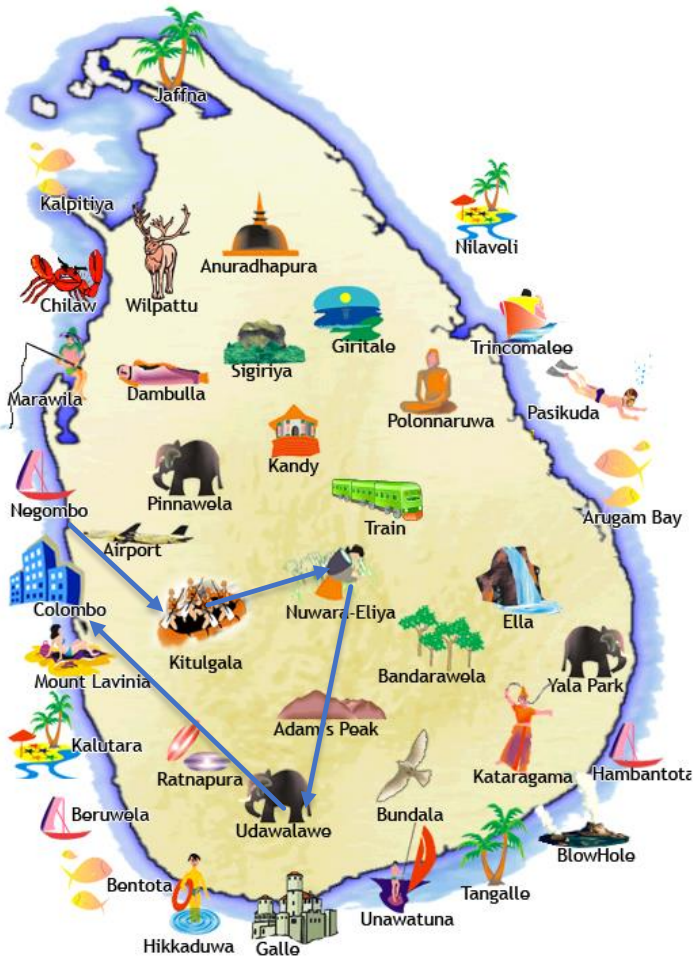 Jaffna
Kalpitiya
Nilaveli
Anuradhapura
Chilaw
Wilpattu
Giritale
Trincomalee
Sigiriya
Marawila
Dambulla
Polonnaruwa
Pasikuda
Kandy
Pinnawela
Negombo
Train
Arugam Bay
Airport
Colombo
Nuwara-Eliya
Ella
Kitulgala
Mount Lavinia
Bandarawela
Yala Park
Adam's Peak
Kalutara
Ratnapura
Kataragama
Hambantota
Beruwela
Udawalawe
Bundala
BlowHole
Bentota
Tangalle
Unawatuna
Hikkaduwa
Galle